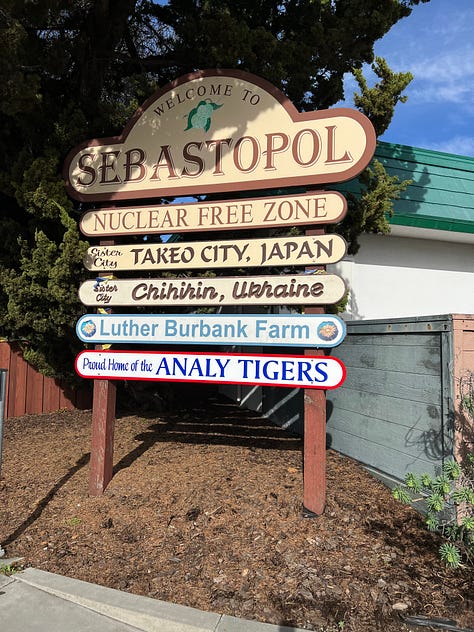 WELCOME TO
SEBASTOPOL
NUCLEAR FREE ZONE
Sister City TAKEO CITY, JAPAN
Sister City Chihirin, Ukraine
Luther Burbank Farm
Proud Home of the ANALY TIGERS